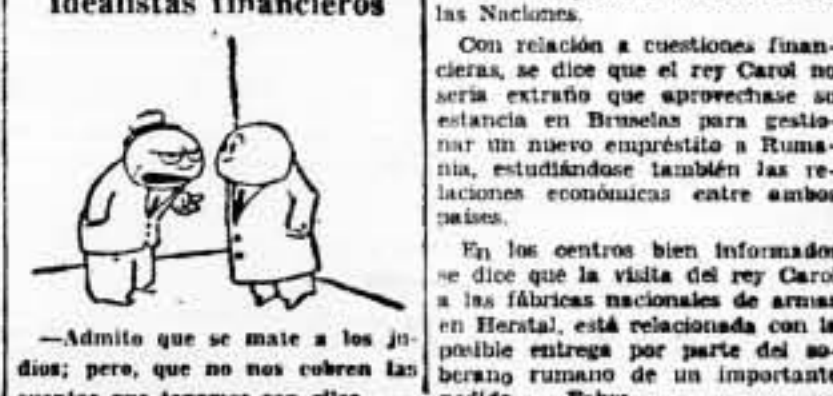 Idealistas financieros
—Admito que se mate a los ju-
díos; pero, que no nos cobren las
cuentas que tenemos con ellos
las Naciones.
Con relación a cuestiones finan-
cieras, se dice que el rey Carol no
sería extraño que aprovechase su
estancia en Bruselas para gestio-
nar un nuevo empréstito a Ruma-
nia, estudiándose también las re-
laciones económicas entre ambos
países.
En los centros bien informados
se dice que la visita del rey Carol
a las fábricas nacionales de armas
en Herstal, está relacionada con la
posible entrega por parte del so-
berano rumano de un importante
pedido. — Fabra.